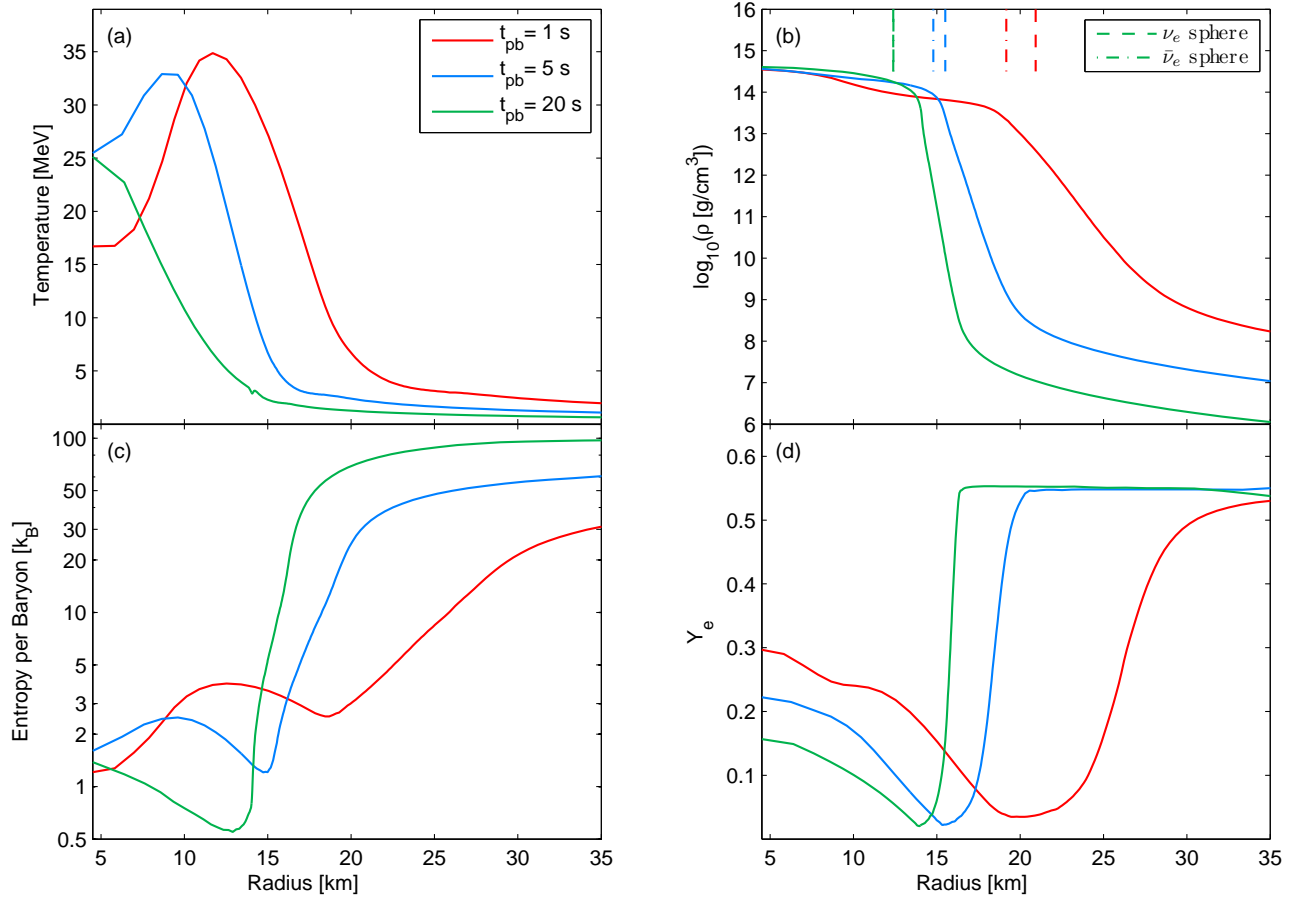 (a)
t_pb = 1 s
t_pb = 5 s
t_pb = 20 s
35
30
25
20
15
10
5
Temperature [MeV]
(b)
ν_e sphere
ν̄_e sphere
16
15
14
13
12
11
10
9
8
7
6
log_10(ρ [g/cm^3])
(c)
100
50
30
20
10
5
3
2
1
0.5
Entropy per Baryon [k_B]
5 10 15 20 25 30 35
Radius [km]
(d)
0.6
0.5
0.4
0.3
0.2
0.1
Y_e
5 10 15 20 25 30 35
Radius [km]